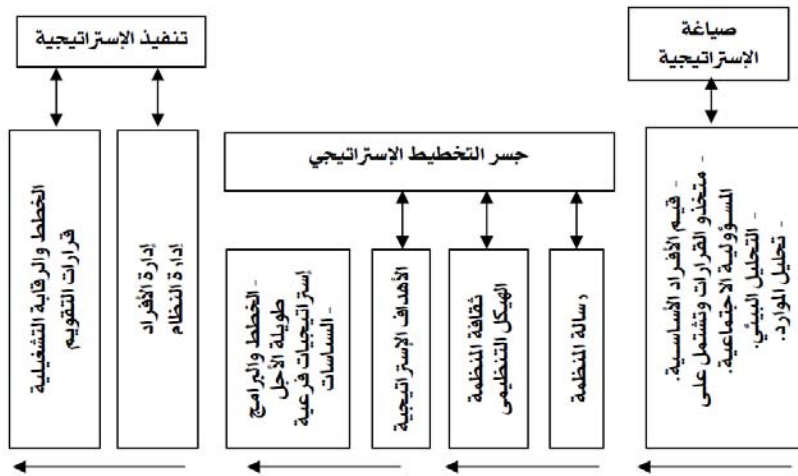 صياغة
الإستراتيجية
- قيم الأفراد الأساسية.
- متخذو القرارات وتشتمل على
المسؤولية الاجتماعية.
- التحليل البيئي.
- تحليل الموارد.
جسر التخطيط الإستراتيجي
رسالة المنظمة
ثقافة المنظمة
الهيكل التنظيمى
الأهداف الإستراتيجية
- الخطط والبرامج
طويلة الأجل
إستراتيجيات فرعية
- السياسات
تنفيذ الإستراتيجية
إدارة الأفراد
إدارة النظام
الخطط والرقابة التشغيلية
قرارات التقويم